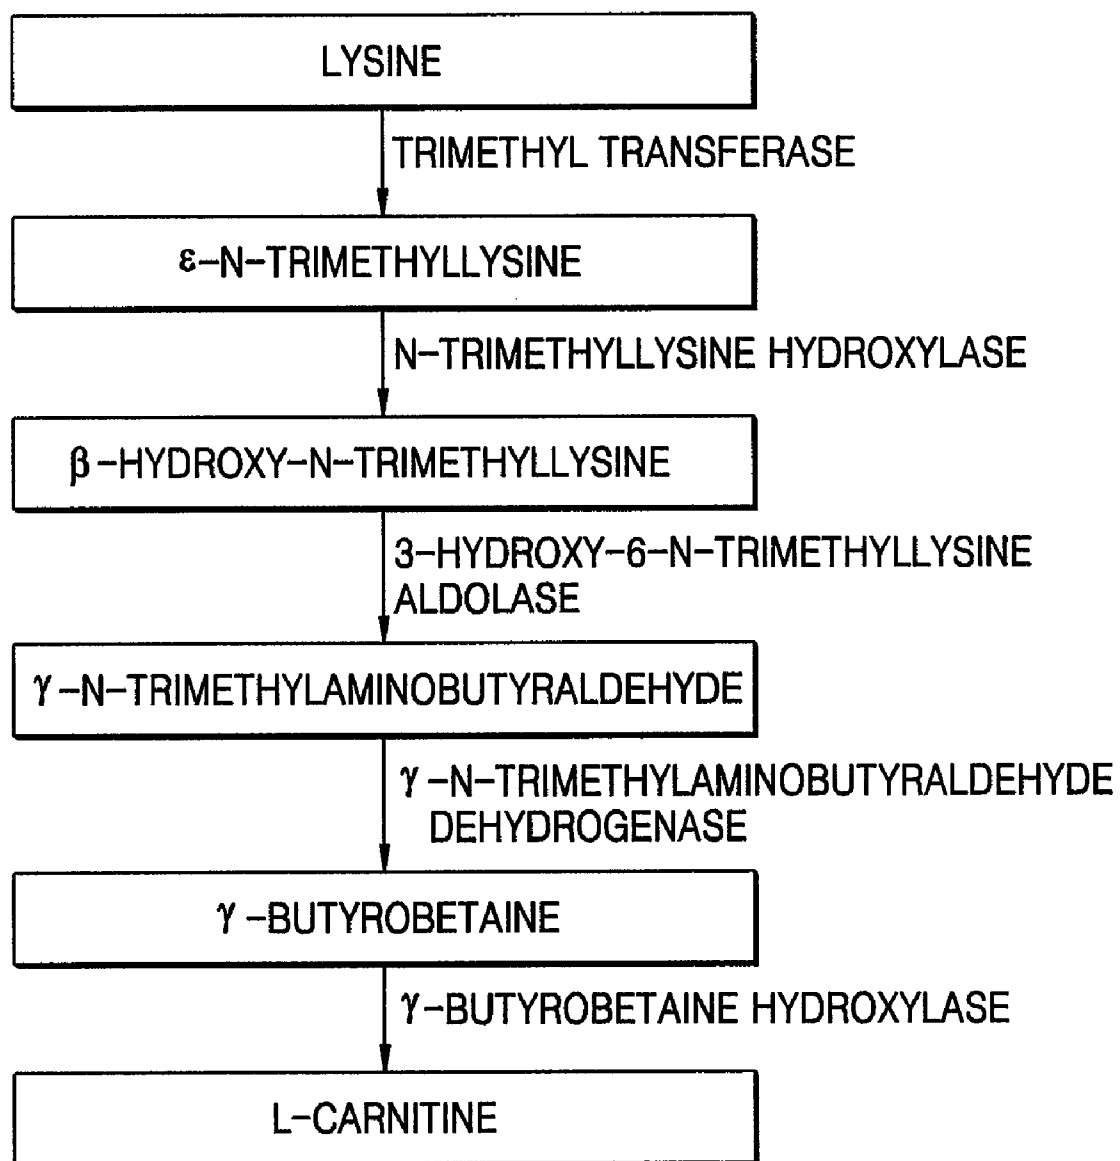 LYSINE
TRIMETHYL TRANSFERASE
ε-N-TRIMETHYLLYSINE
N-TRIMETHYLLYSINE HYDROXYLASE
β-HYDROXY-N-TRIMETHYLLYSINE
3-HYDROXY-6-N-TRIMETHYLLYSINE
ALDOLASE
γ-N-TRIMETHYLAMINOBUTYRALDEHYDE
γ-N-TRIMETHYLAMINOBUTYRALDEHYDE
DEHYDROGENASE
γ-BUTYROBETAINE
γ-BUTYROBETAINE HYDROXYLASE
L-CARNITINE